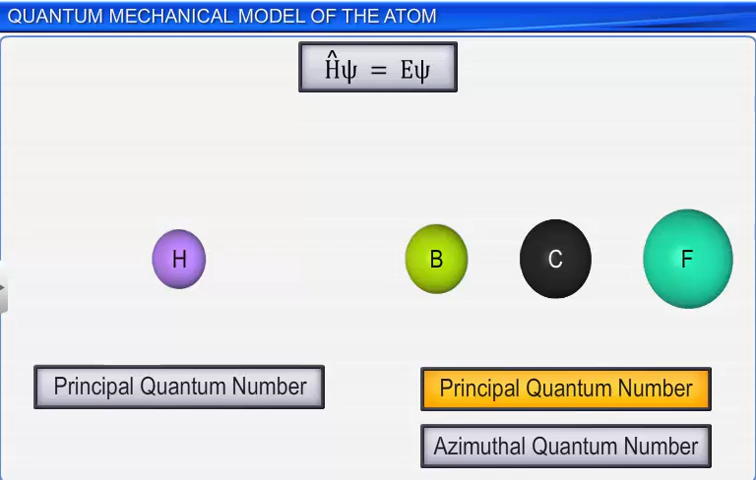 QUANTUM MECHANICAL MODEL OF THE ATOM
Ĥψ = Eψ
H B C F
Principal Quantum Number
Principal Quantum Number
Azimuthal Quantum Number